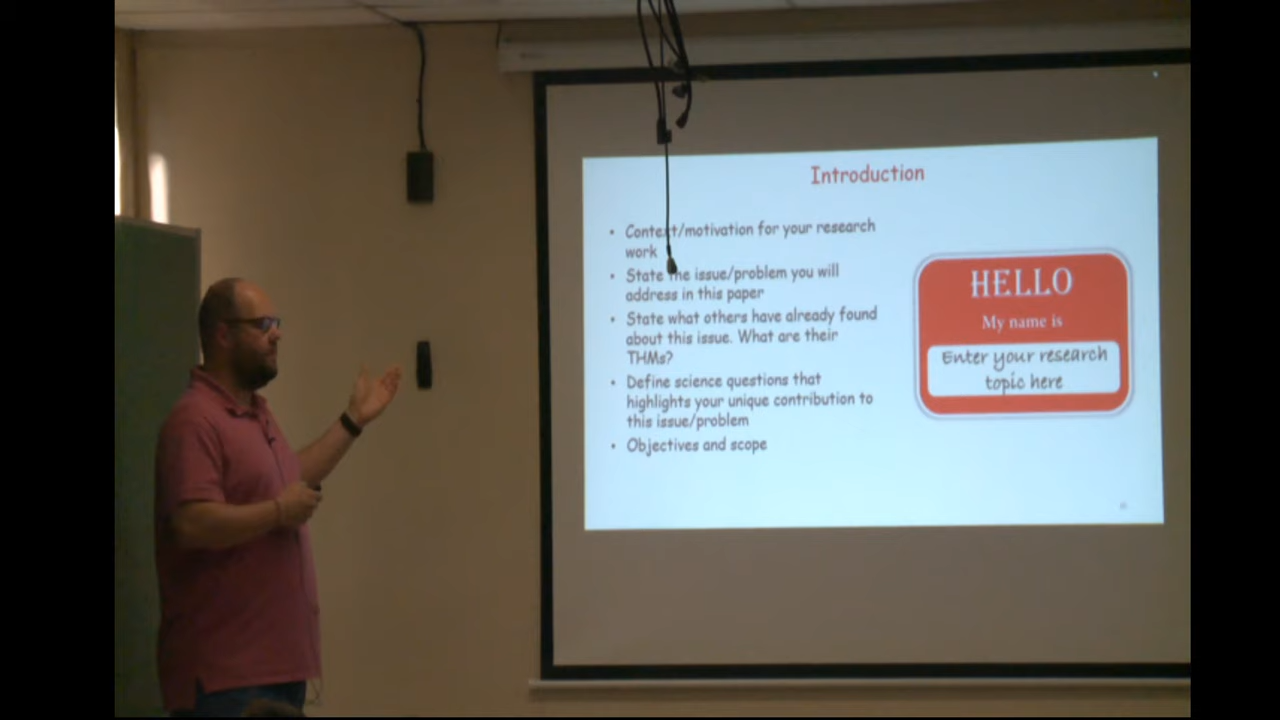 Introduction
• Context/motivation for your research
work
• State the issue/problem you will
address in this paper
• State what others have already found
about this issue. What are their
THMs?
• Define science questions that
highlights your unique contribution to
this issue/problem
• Objectives and scope
HELLO
My name is
Enter your research
topic here